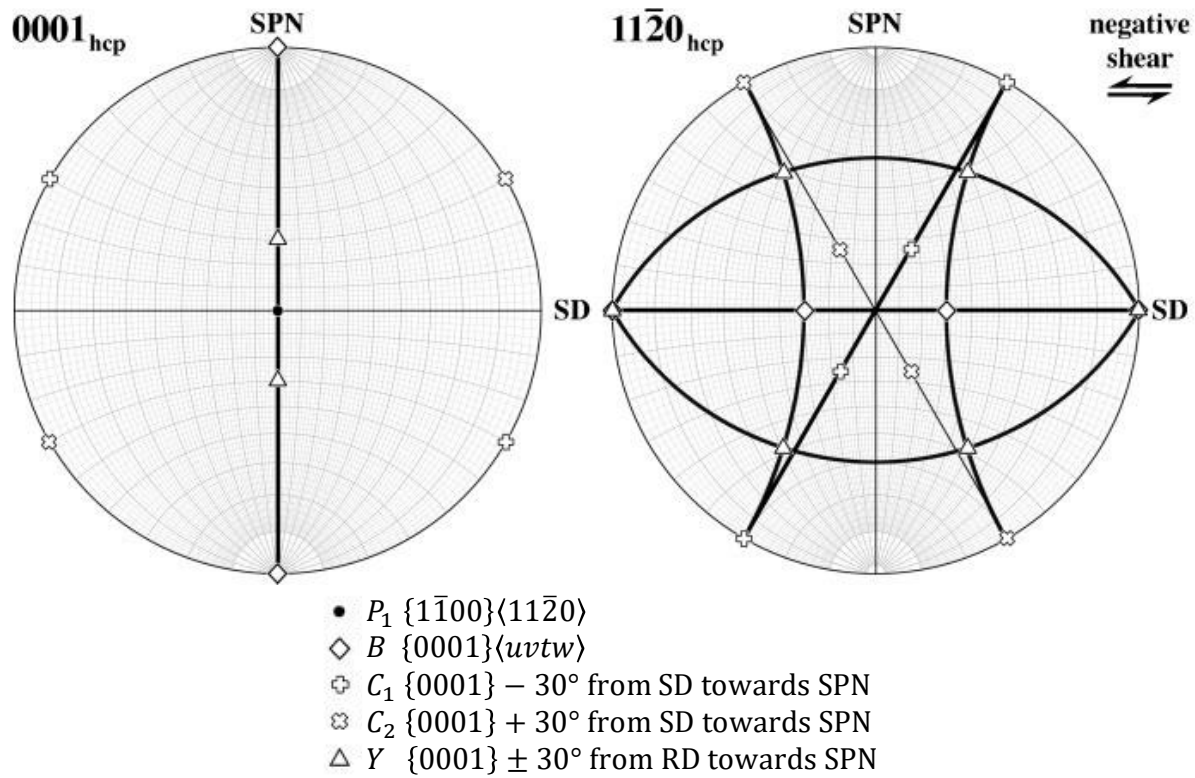 0001hcp
SPN
SD
112̄0hcp
SPN
SD
negative
shear
P₁ {11̄00}⟨112̄0⟩
B {0001}⟨uvtw⟩
C₁ {0001} − 30° from SD towards SPN
C₂ {0001} + 30° from SD towards SPN
Y {0001} ± 30° from RD towards SPN